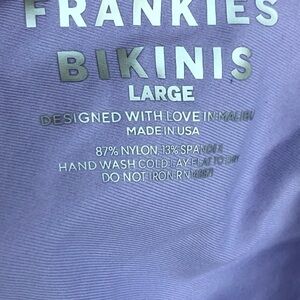 FRANKIES
BIKINIS
LARGE
DESIGNED WITH LOVE IN MALIBU
MADE IN USA
87% NYLON, 13% SPANDEX
HAND WASH COLD LAY FLAT TO DRY
DO NOT IRON RN